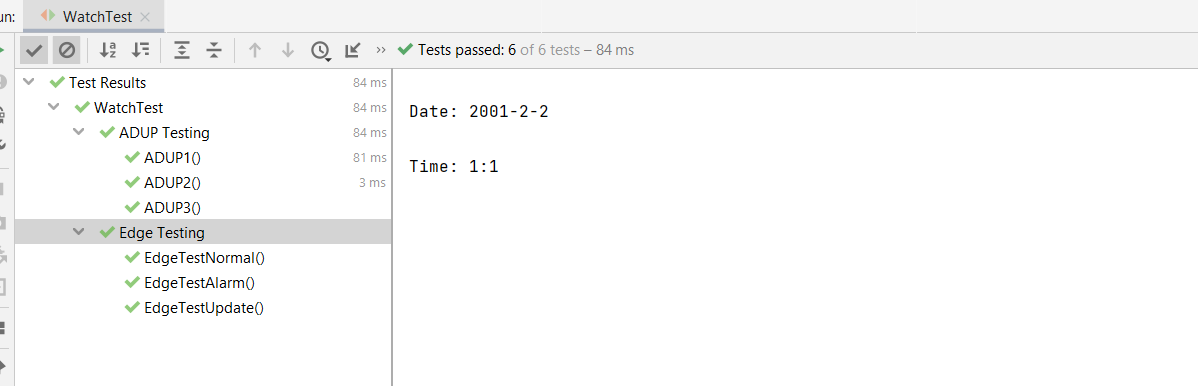 un: WatchTest
Tests passed: 6 of 6 tests – 84 ms
Test Results 84 ms
WatchTest 84 ms
ADUP Testing 84 ms
ADUP1() 81 ms
ADUP2() 3 ms
ADUP3()
Edge Testing
EdgeTestNormal()
EdgeTestAlarm()
EdgeTestUpdate()
Date: 2001-2-2
Time: 1:1